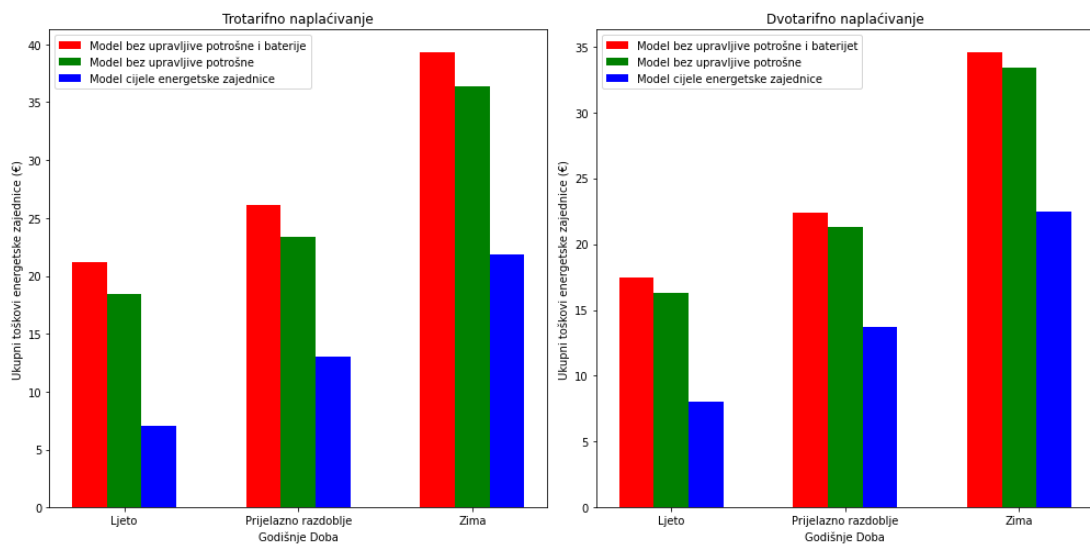 Trotarifno naplaćivanje
Model bez upravljive potrošne i baterije
Model bez upravljive potrošne
Model cijele energetske zajednice
Ukupni toškovi energetske zajednice (€)
40
35
30
25
20
15
10
5
0
Ljeto
Prijelazno razdoblje
Zima
Godišnje Doba
Dvotarifno naplaćivanje
Model bez upravljive potrošne i baterijet
Model bez upravljive potrošne
Model cijele energetske zajednice
Ukupni toškovi energetske zajednice (€)
35
30
25
20
15
10
5
0
Ljeto
Prijelazno razdoblje
Zima
Godišnje Doba